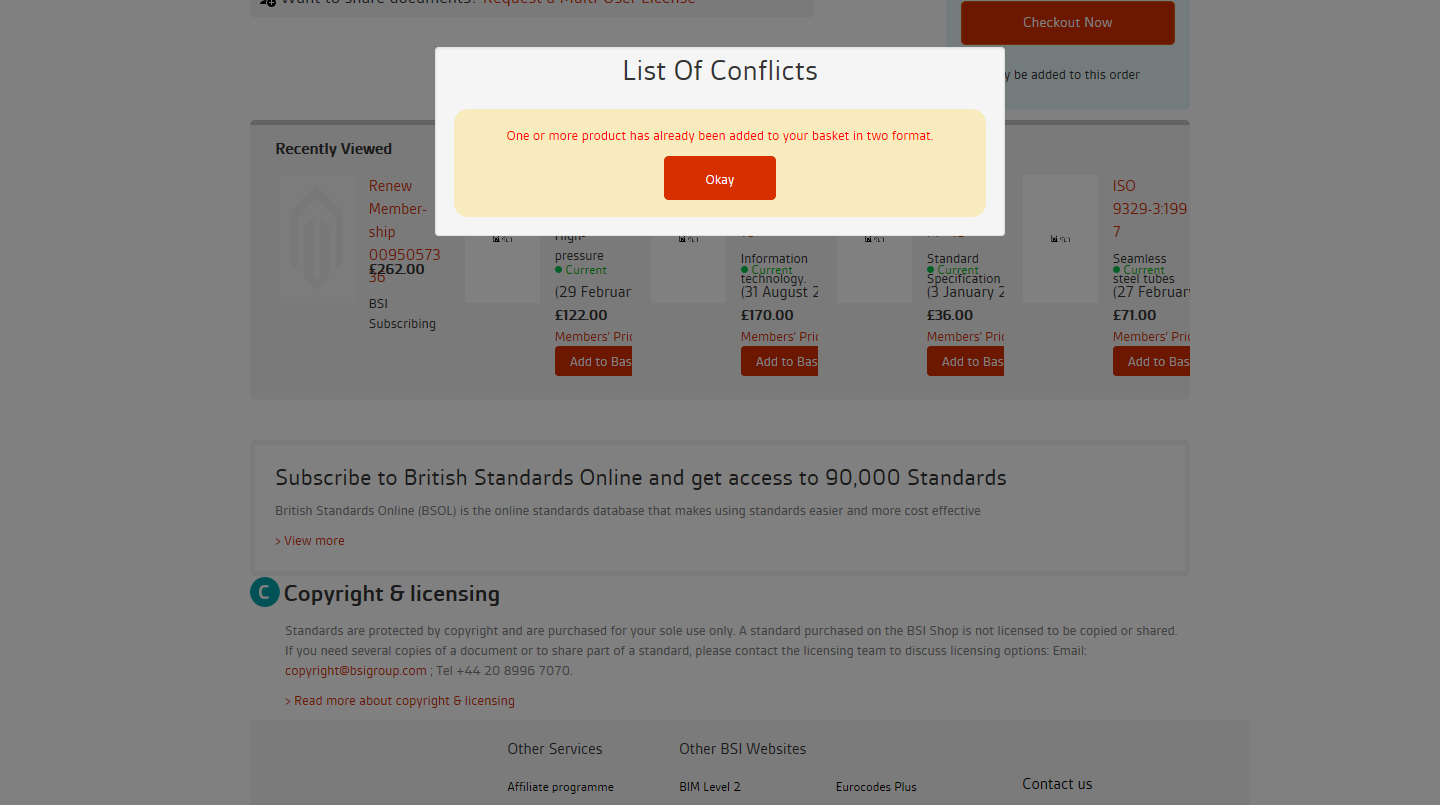 Want to share documents? Request a Multi-User License
Checkout Now
List Of Conflicts
y be added to this order
One or more product has already been added to your basket in two format.
Okay
Recently Viewed
Renew
Member-
ship
00950573
36
£262.00
BSI
Subscribing
High-
pressure
Current
(29 Februar
£122.00
Members' Pric
Add to Bas
Information
technology.
Current
(31 August 2
£170.00
Members' Pric
Add to Bas
Standard
Specification
Current
(3 January 2
£36.00
Members' Pric
Add to Bas
ISO
9329-3:199
7
Seamless
steel tubes
Current
(27 Februar
£71.00
Members' Pric
Add to Bas
Subscribe to British Standards Online and get access to 90,000 Standards
British Standards Online (BSOL) is the online standards database that makes using standards easier and more cost effective
> View more
C Copyright & licensing
Standards are protected by copyright and are purchased for your sole use only. A standard purchased on the BSI Shop is not licensed to be copied or shared.
If you need several copies of a document or to share part of a standard, please contact the licensing team to discuss licensing options: Email:
copyright@bsigroup.com ; Tel +44 20 8996 7070.
> Read more about copyright & licensing
Other Services
Other BSI Websites
Affiliate programme
BIM Level 2
Eurocodes Plus
Contact us